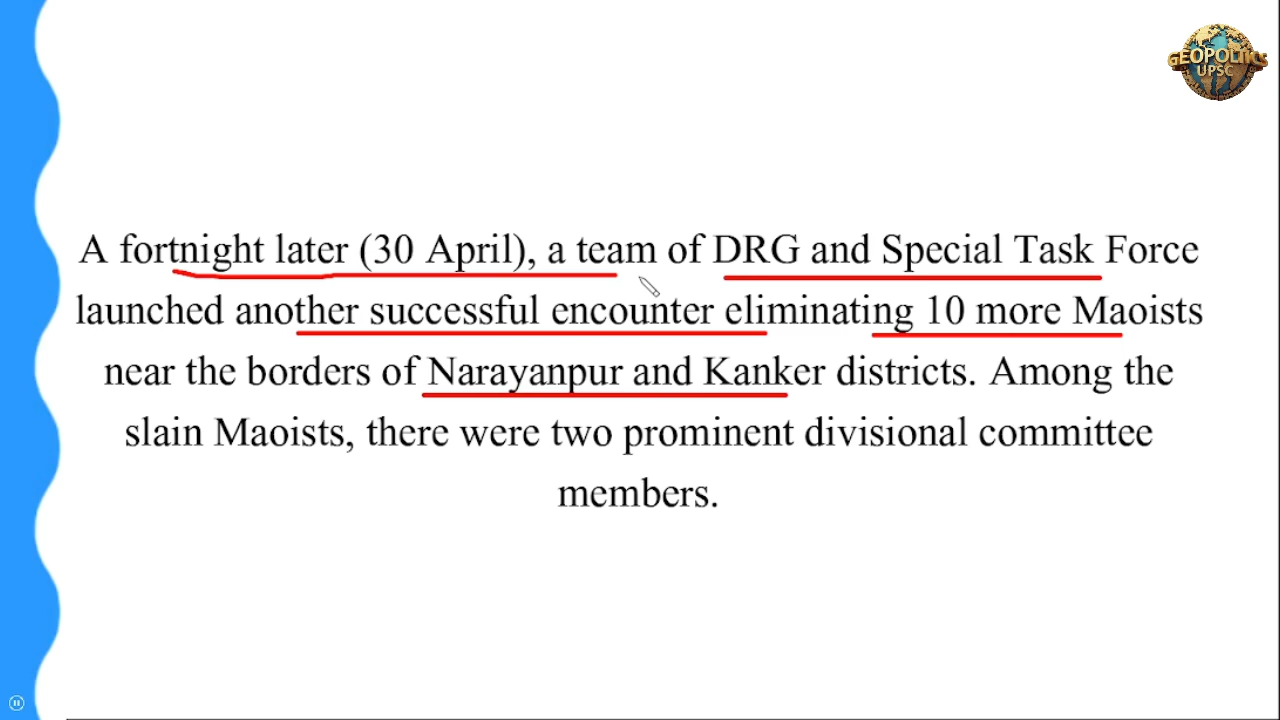 GEOPOLITIKS
UPSC
A fortnight later (30 April), a team of DRG and Special Task Force
launched another successful encounter eliminating 10 more Maoists
near the borders of Narayanpur and Kanker districts. Among the
slain Maoists, there were two prominent divisional committee
members.